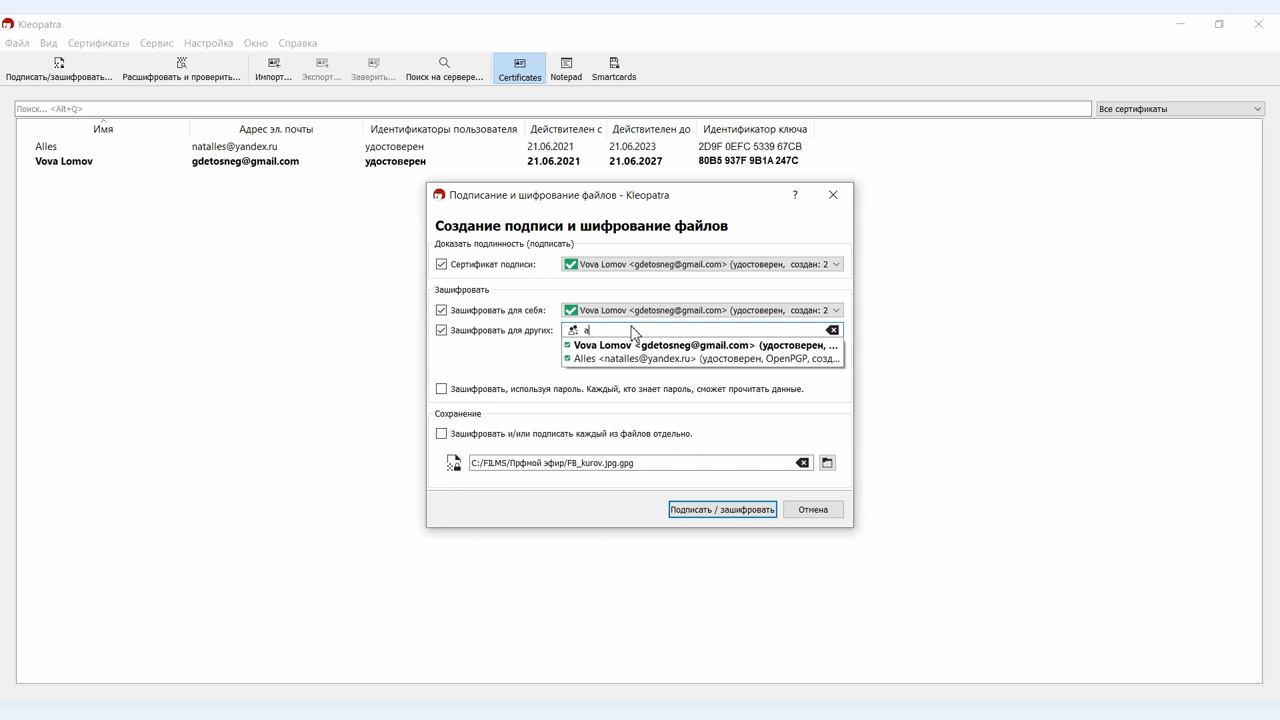 Kleopatra
Файл Вид Сертификаты Сервис Настройка Окно Справка
Подписать/зашифровать... Расшифровать и проверить... Импорт... Экспорт... Заверить... Поиск на сервере... Certificates Notepad Smartcards
Поиск... <Alt+Q> Все сертификаты
Имя Адрес эл. почты Идентификаторы пользователя Действителен с Действителен до Идентификатор ключа
Alles natalles@yandex.ru удостоверен 21.06.2021 21.06.2023 2D9F 0EFC 5339 67CB
Vova Lomov gdetosneg@gmail.com удостоверен 21.06.2021 21.06.2027 80B5 937F 9B1A 247C
Подписание и шифрование файлов - Kleopatra ?
Создание подписи и шифрование файлов
Доказать подлинность (подписать)
Сертификат подписи: Vova Lomov <gdetosneg@gmail.com> (удостоверен, создан: 2
Зашифровать
Зашифровать для себя: Vova Lomov <gdetosneg@gmail.com> (удостоверен, создан: 2
Зашифровать для других: a
Vova Lomov <gdetosneg@gmail.com> (удостоверен, ...
Alles <natalles@yandex.ru> (удостоверен, OpenPGP, созд...
Зашифровать, используя пароль. Каждый, кто знает пароль, сможет прочитать данные.
Сохранение
Зашифровать и/или подписать каждый из файлов отдельно.
C:/FILMS/Прфмой эфир/FB_kurov.jpg.gpg
Подписать / зашифровать Отмена